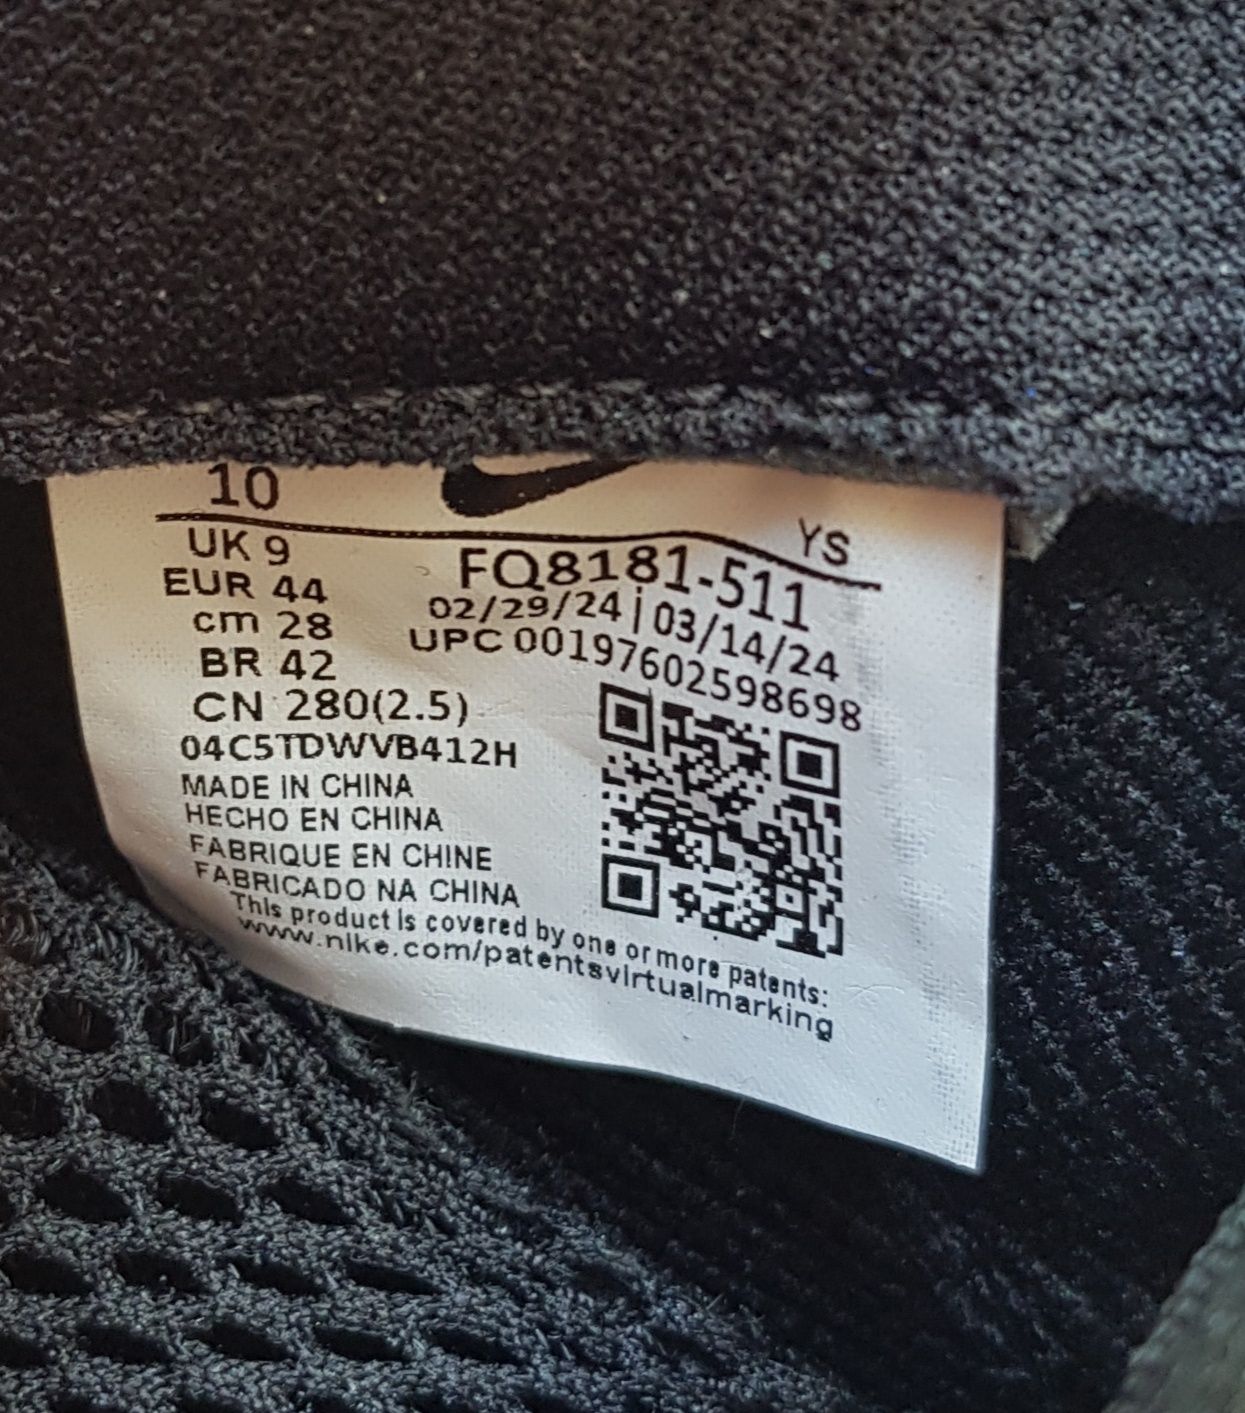 10
YS
UK 9
FQ8181-511
EUR 44
02/29/24 | 03/14/24
cm 28
UPC 00197602598698
BR 42
CN 280(2.5)
04C5TDWVB412H
MADE IN CHINA
HECHO EN CHINA
FABRIQUE EN CHINE
FABRICADO NA CHINA
This product is covered by one or more patents:
www.nike.com/patentsvirtualmarking